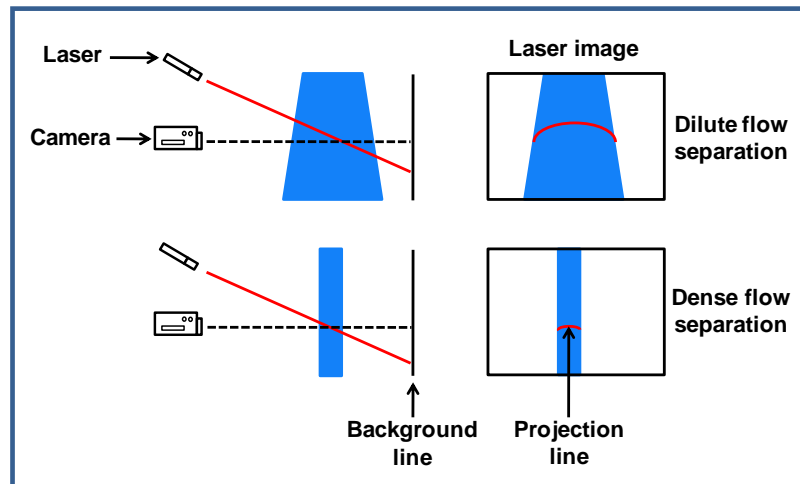 Laser
Laser image
Camera
Dilute flow
separation
Dense flow
separation
Background
line
Projection
line